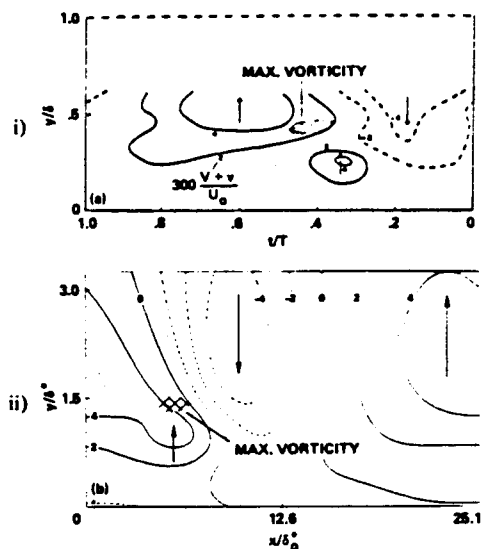 i)
1.0
y/δ
.5
0
MAX. VORTICITY
300 (V + v)/U₀
(a)
1.0 .8 .6 .4 .2 0
t/T
ii)
3.0
y/δ*
1.5
0 -4 -2 0 2 4
4
2
MAX. VORTICITY
(b)
0 12.6 25.1
x/δ₀*